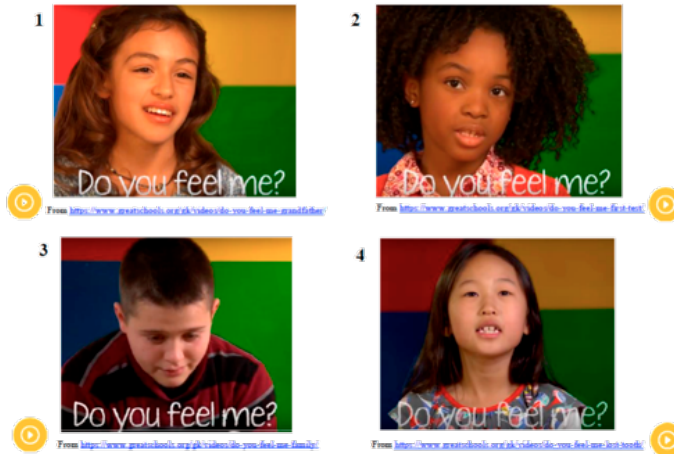 1
2
Do you feel me?
Do you feel me?
From https://www.greatschools.org/gk/videos/do-you-feel-me-grandfather/
From https://www.greatschools.org/gk/videos/do-you-feel-me-first-test/
3
4
Do you feel me?
Do you feel me?
From https://www.greatschools.org/gk/videos/do-you-feel-me-family/
From https://www.greatschools.org/gk/videos/do-you-feel-me-lost-tooth/